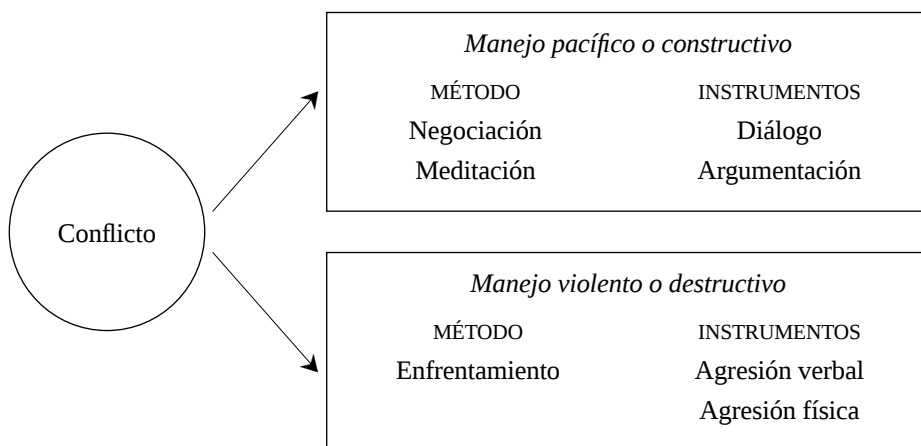 Manejo pacífico o constructivo
MÉTODO INSTRUMENTOS
Negociación Diálogo
Meditación Argumentación
Conflicto
Manejo violento o destructivo
MÉTODO INSTRUMENTOS
Enfrentamiento Agresión verbal
Agresión física